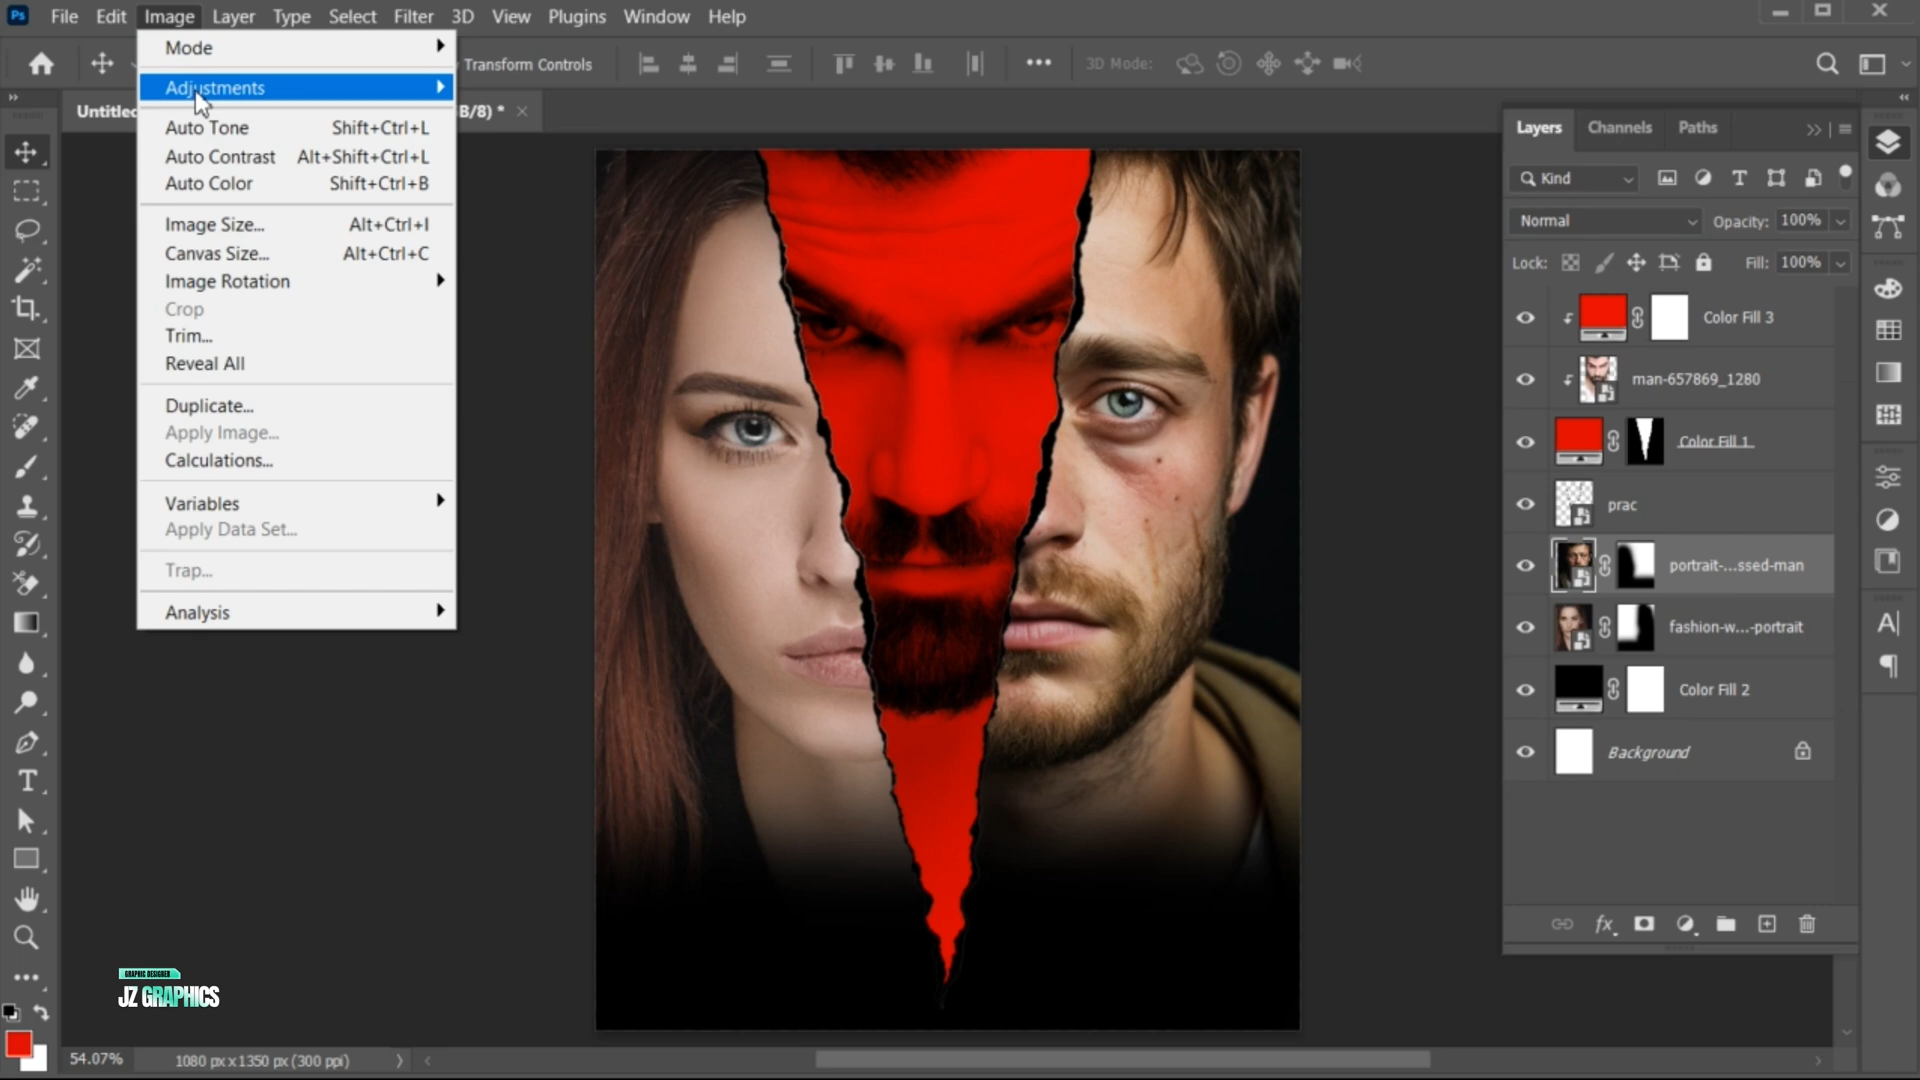 Ps File Edit Image Layer Type Select Filter 3D View Plugins Window Help
Transform Controls
3D Mode:
Untitled
B/8) *
Mode
Adjustments
Auto Tone Shift+Ctrl+L
Auto Contrast Alt+Shift+Ctrl+L
Auto Color Shift+Ctrl+B
Image Size... Alt+Ctrl+I
Canvas Size... Alt+Ctrl+C
Image Rotation
Crop
Trim...
Reveal All
Duplicate...
Apply Image...
Calculations...
Variables
Apply Data Set...
Trap...
Analysis
Layers Channels Paths
Kind
Normal Opacity: 100%
Lock: Fill: 100%
Color Fill 3
man-657869_1280
Color Fill 1
prac
portrait-...ssed-man
fashion-w...-portrait
Color Fill 2
Background
fx
GRAPHIC DESIGNER
JZ GRAPHICS
54.07% 1080 px x 1350 px (300 ppi)